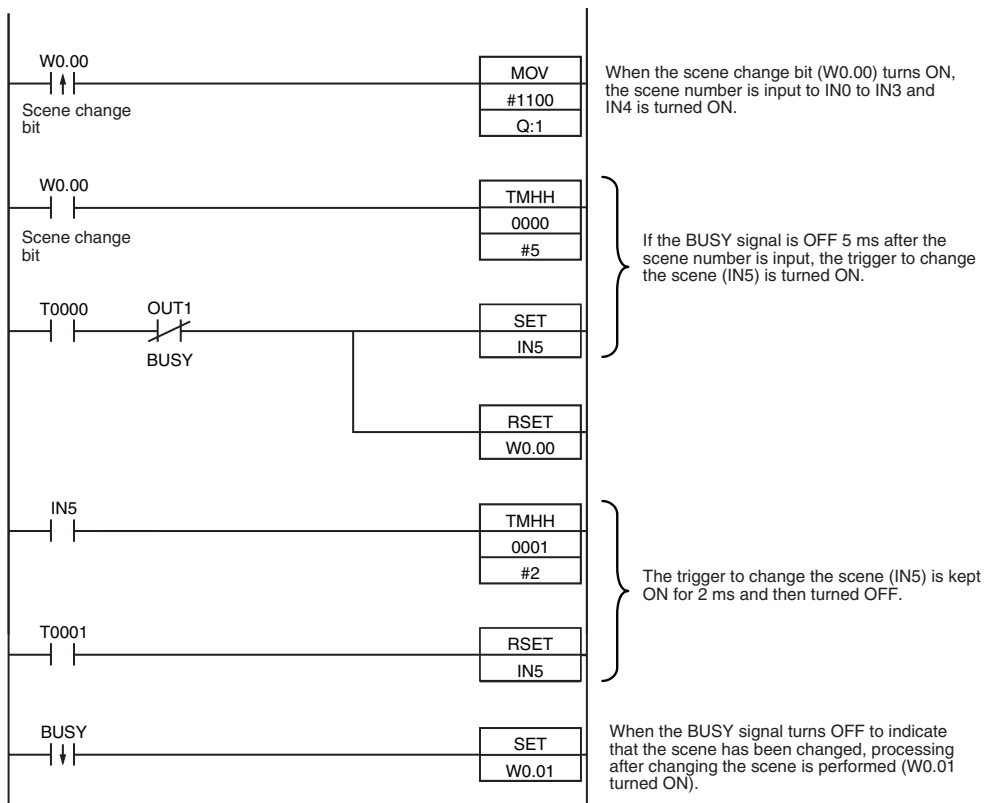 W0.00
Scene change
bit
MOV
#1100
Q:1
When the scene change bit (W0.00) turns ON,
the scene number is input to IN0 to IN3 and
IN4 is turned ON.
W0.00
Scene change
bit
TMHH
0000
#5
If the BUSY signal is OFF 5 ms after the
scene number is input, the trigger to change
the scene (IN5) is turned ON.
T0000
OUT1
BUSY
SET
IN5
RSET
W0.00
IN5
TMHH
0001
#2
The trigger to change the scene (IN5) is kept
ON for 2 ms and then turned OFF.
T0001
RSET
IN5
BUSY
SET
W0.01
When the BUSY signal turns OFF to indicate
that the scene has been changed, processing
after changing the scene is performed (W0.01
turned ON).